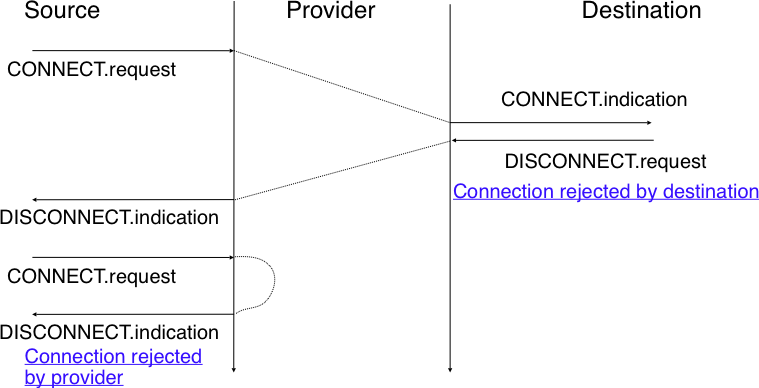 Source Provider Destination
CONNECT.request
CONNECT.indication
DISCONNECT.request
Connection rejected by destination
DISCONNECT.indication
CONNECT.request
DISCONNECT.indication
Connection rejected
by provider